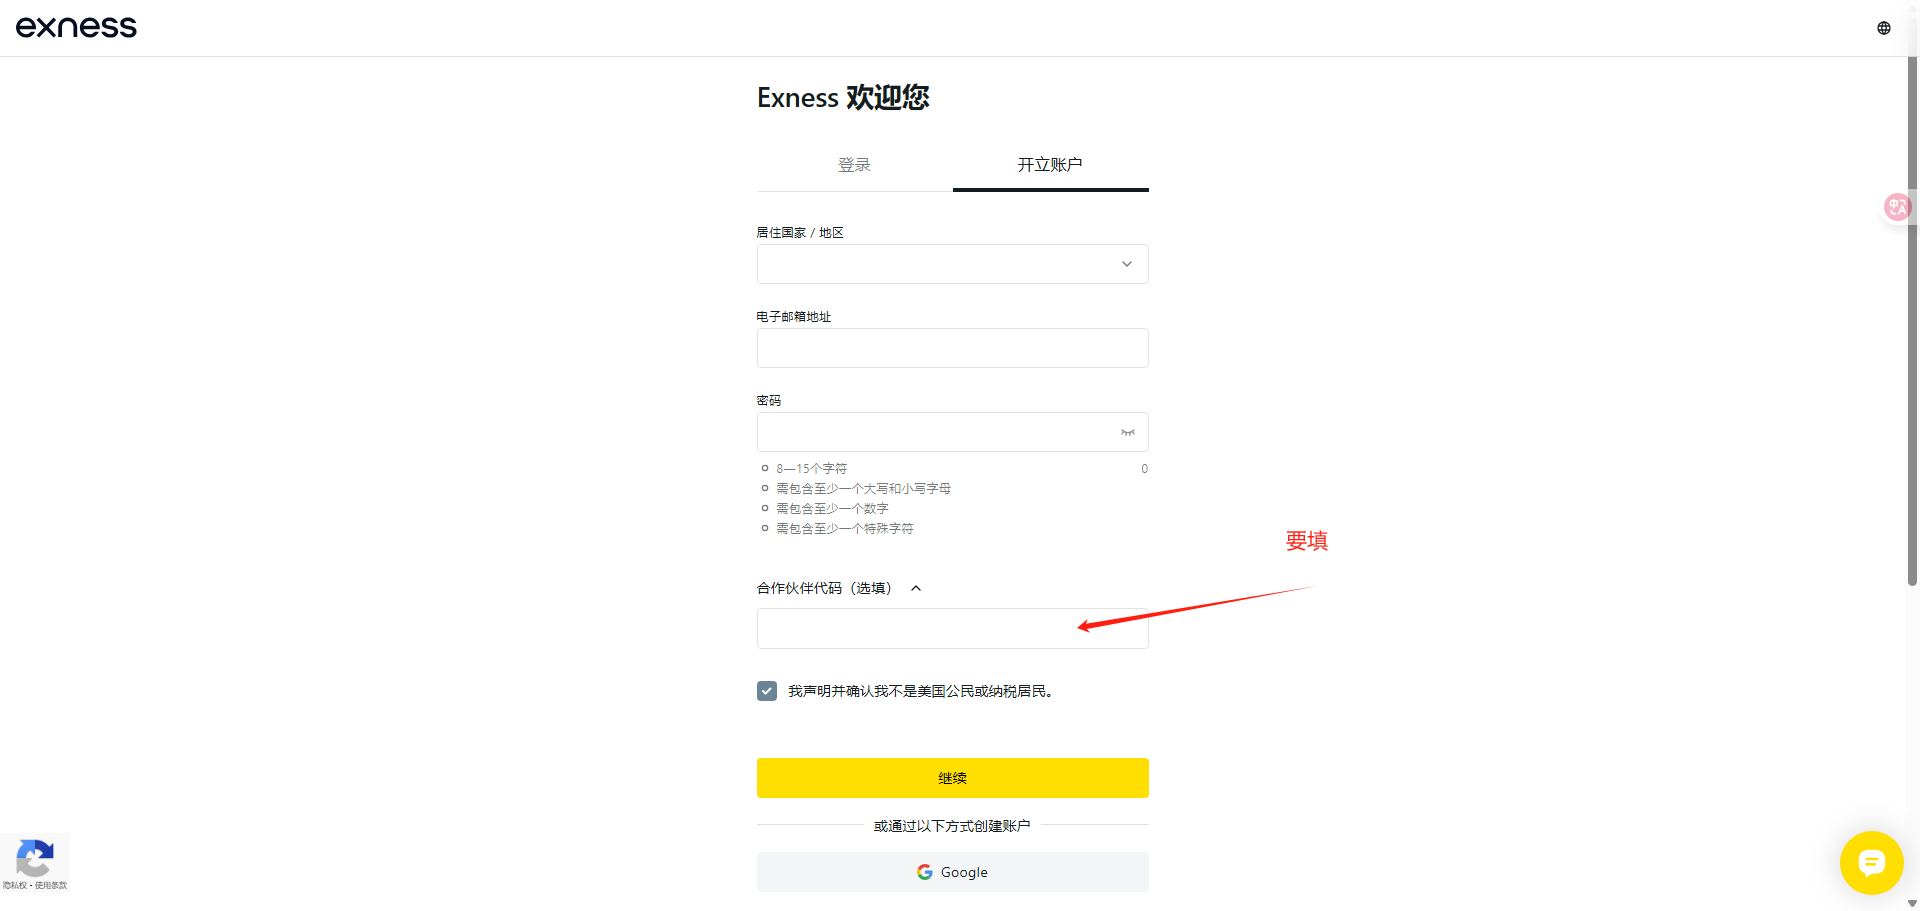 exness
Exness 欢迎您
登录
开立账户
居住国家 / 地区
电子邮箱地址
密码
8—15个字符
0
需包含至少一个大写和小写字母
需包含至少一个数字
需包含至少一个特殊字符
要填
合作伙伴代码（选填）
我声明并确认我不是美国公民或纳税居民。
继续
或通过以下方式创建账户
Google
隐私权 - 使用条款
中
A